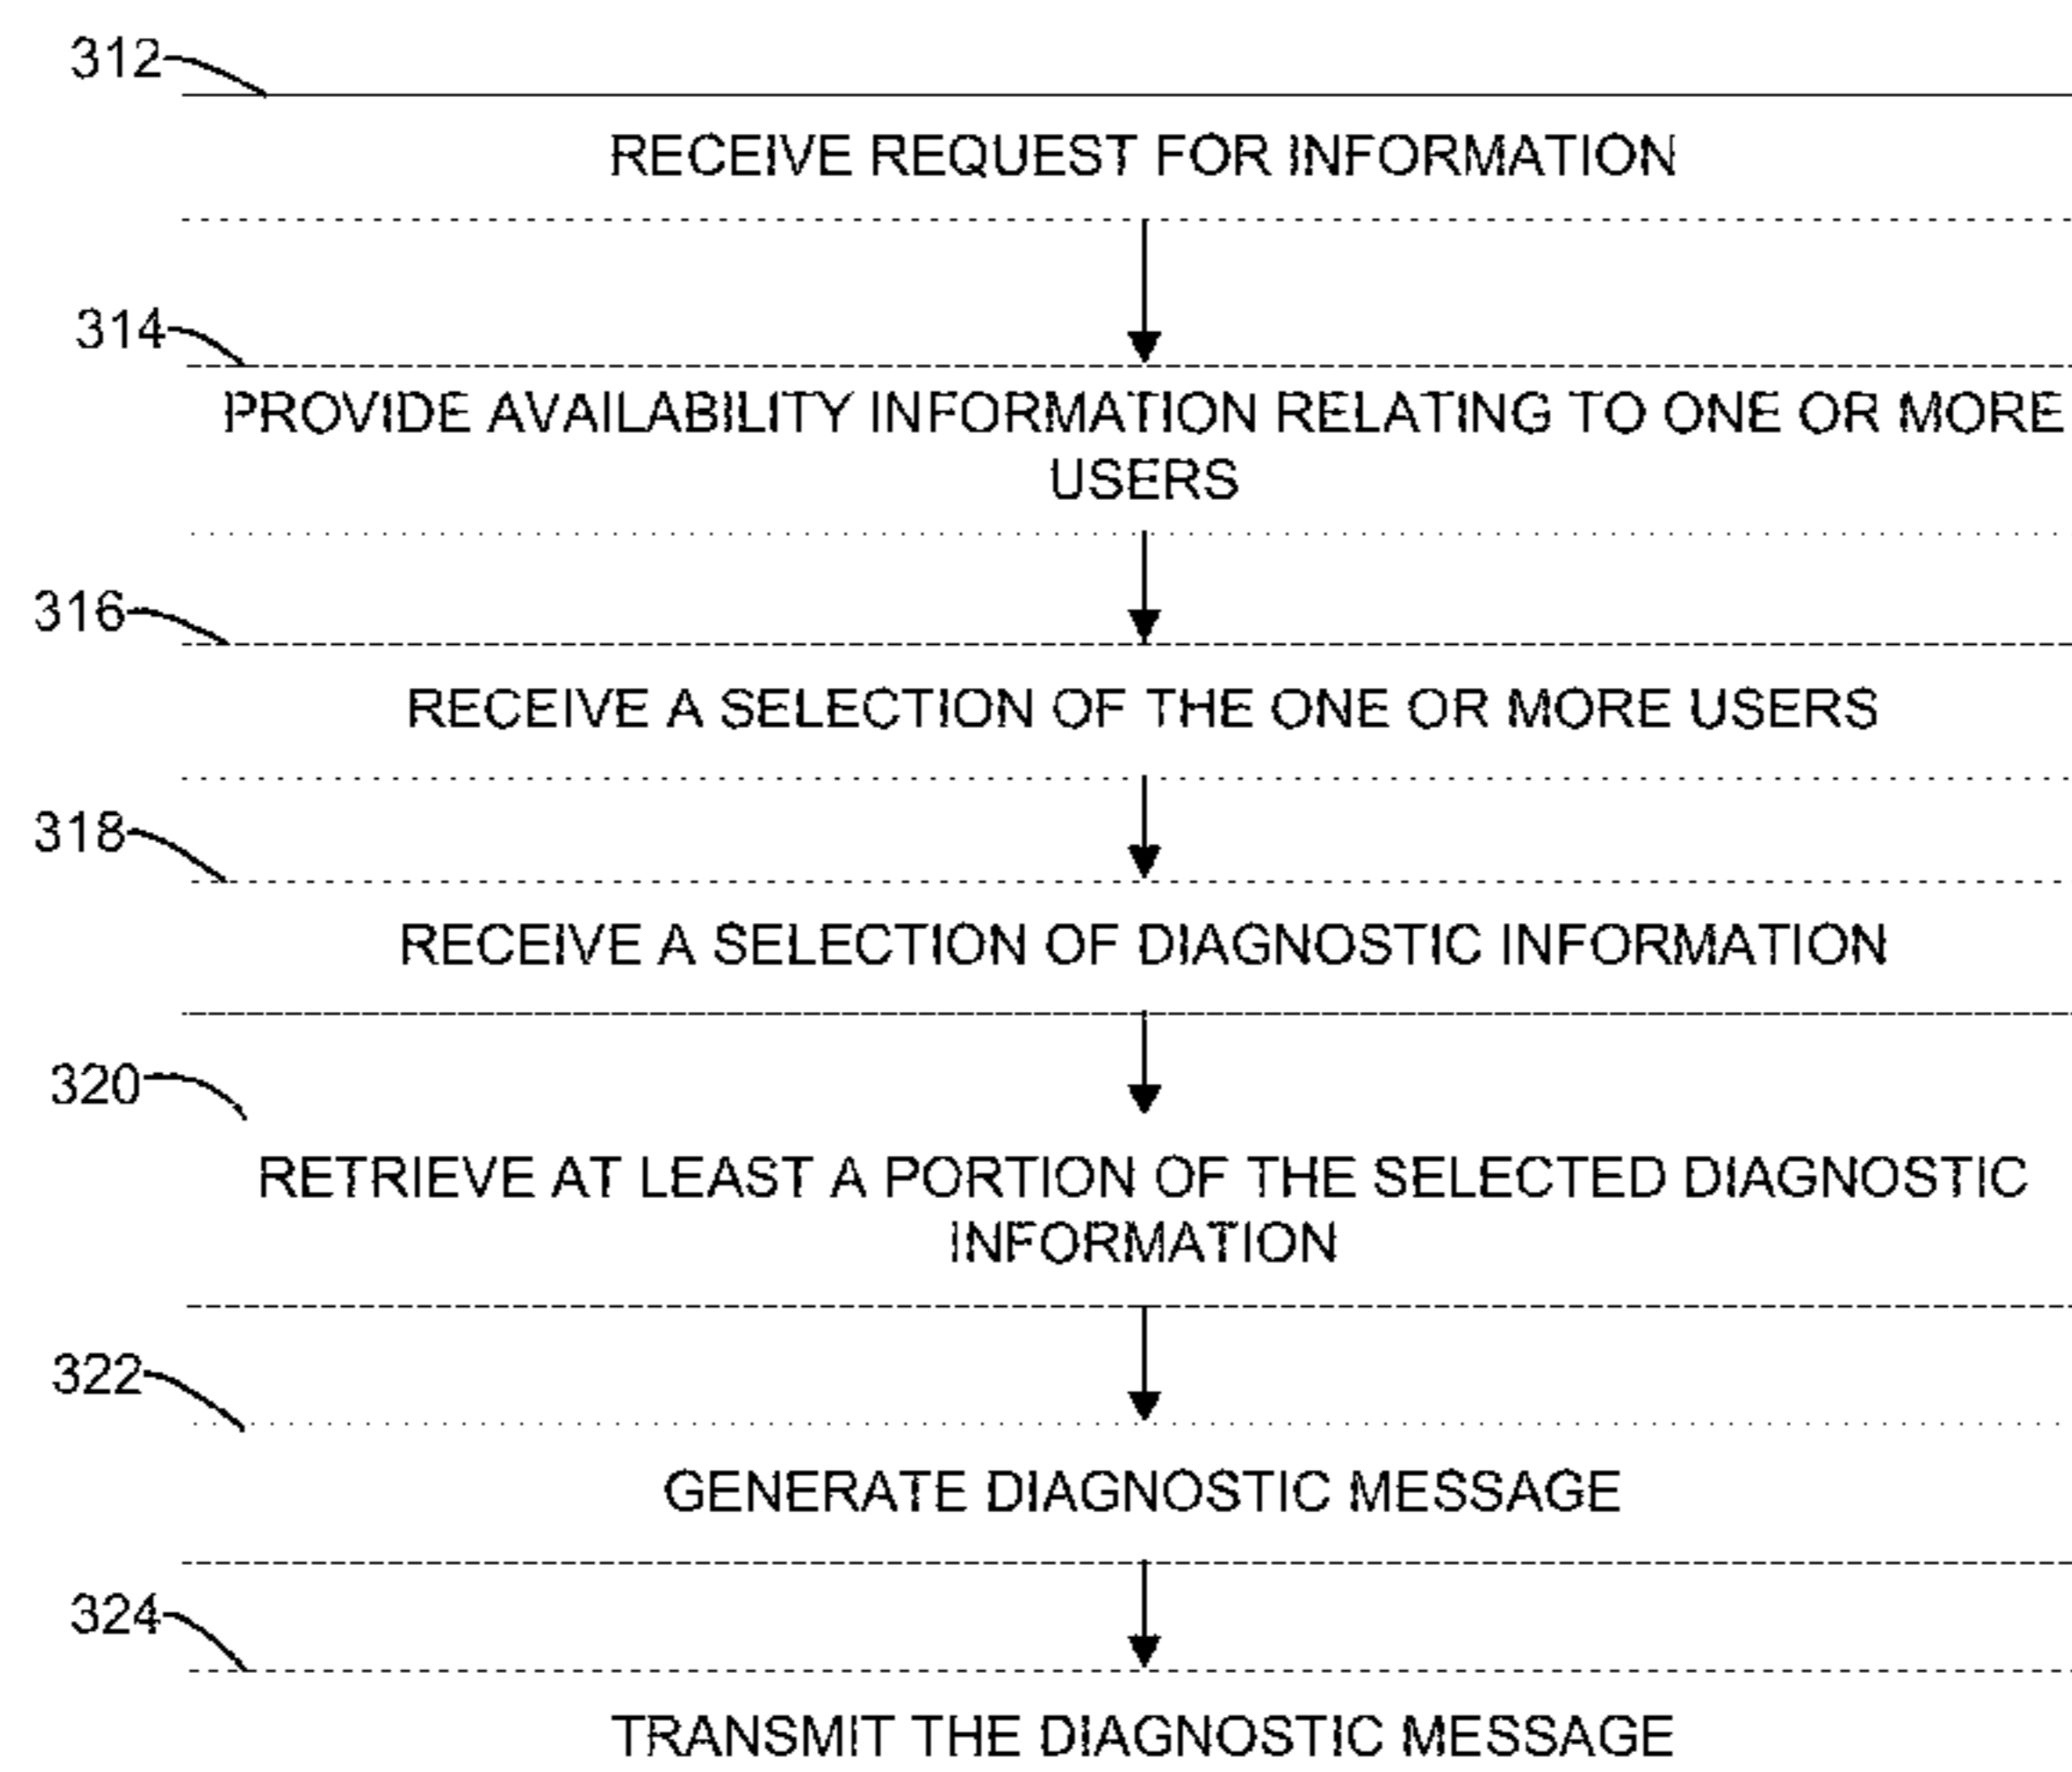 312
RECEIVE REQUEST FOR INFORMATION
314
PROVIDE AVAILABILITY INFORMATION RELATING TO ONE OR MORE
USERS
316
RECEIVE A SELECTION OF THE ONE OR MORE USERS
318
RECEIVE A SELECTION OF DIAGNOSTIC INFORMATION
320
RETRIEVE AT LEAST A PORTION OF THE SELECTED DIAGNOSTIC
INFORMATION
322
GENERATE DIAGNOSTIC MESSAGE
324
TRANSMIT THE DIAGNOSTIC MESSAGE